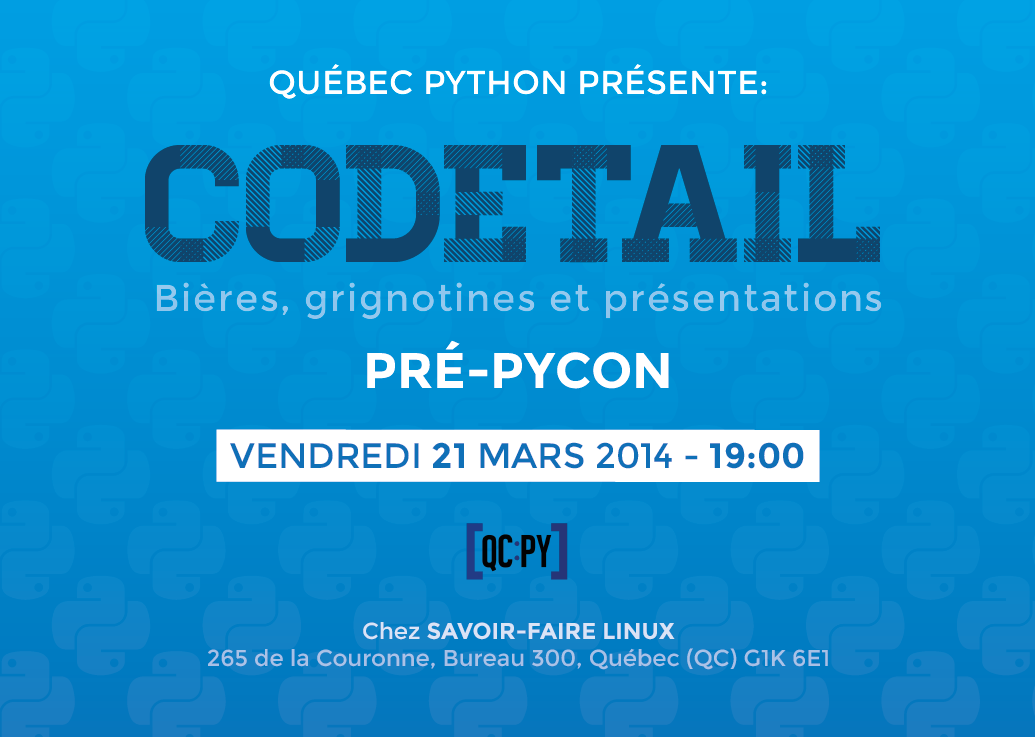 QUÉBEC PYTHON PRÉSENTE:
CODETAIL
Bières, grignotines et présentations
PRÉ-PYCON
VENDREDI 21 MARS 2014 - 19:00
[QC:PY]
Chez SAVOIR-FAIRE LINUX
265 de la Couronne, Bureau 300, Québec (QC) G1K 6E1